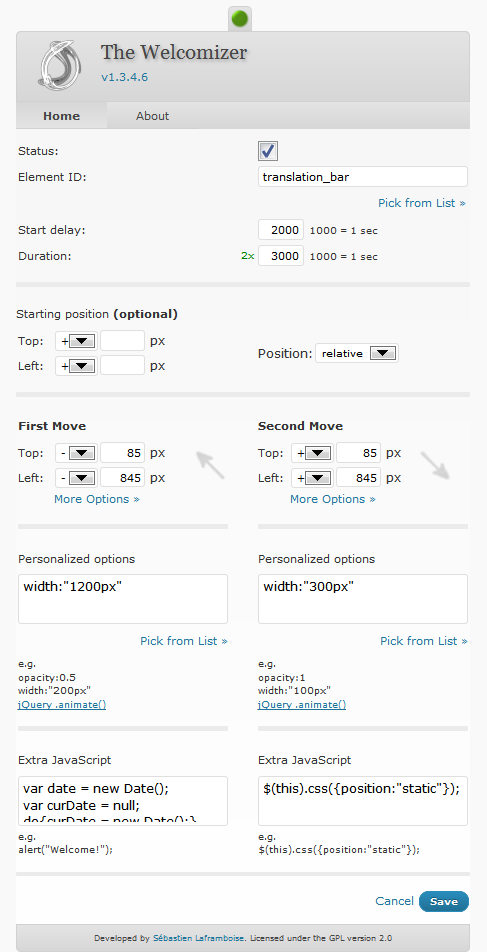 The Welcomizer
v1.3.4.6
Home About
Status:
Element ID: translation_bar
Pick from List »
Start delay: 2000 1000 = 1 sec
Duration: 2x 3000 1000 = 1 sec
Starting position (optional)
Top: + px
Left: + px
Position: relative
First Move Second Move
Top: - 85 px Top: + 85 px
Left: - 845 px Left: + 845 px
More Options » More Options »
Personalized options Personalized options
width:"1200px" width:"300px"
Pick from List » Pick from List »
e.g. e.g.
opacity:0.5 opacity:1
width:"200px" width:"100px"
jQuery .animate() jQuery .animate()
Extra JavaScript Extra JavaScript
var date = new Date(); $(this).css({position:"static"});
var curDate = null;
do{curDate = new Date();}
e.g. e.g.
alert("Welcome!"); $(this).css({position:"static"});
Cancel Save
Developed by Sébastien Laframboise. Licensed under the GPL version 2.0